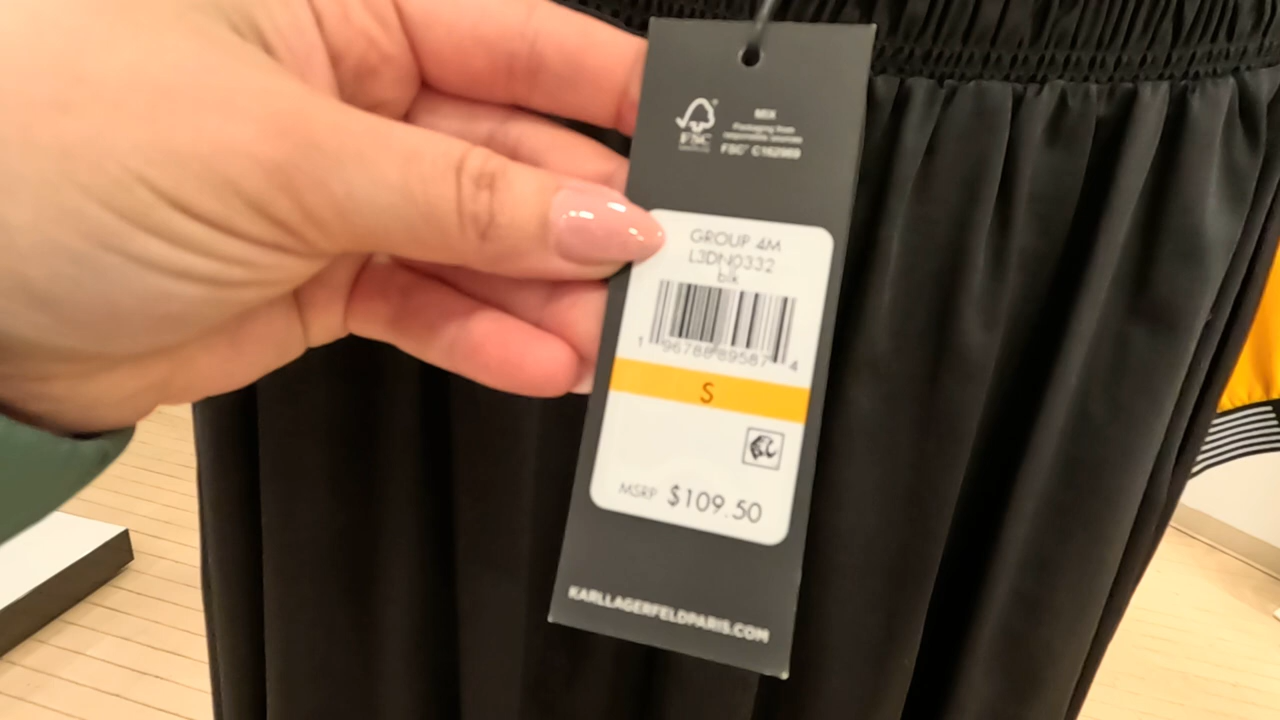 FSC
MIX
Packaging from
responsible sources
FSC® C162969
GROUP 4M
L3DN0332
blk
1 96788 89587 4
S
MSRP $109.50
KARLLAGERFELDPARIS.COM